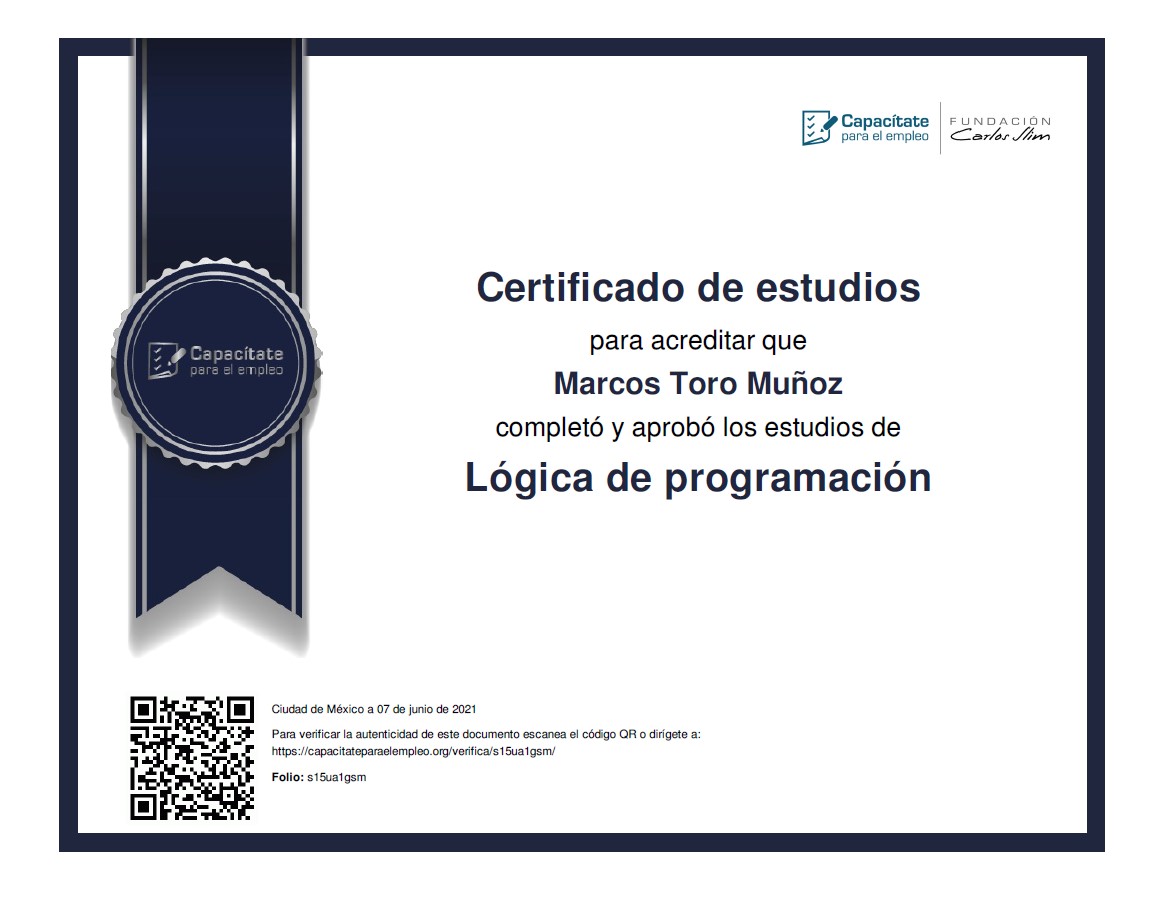 Capacítate
para el empleo
FUNDACIÓN
Carlos Slim
Certificado de estudios
para acreditar que
Marcos Toro Muñoz
completó y aprobó los estudios de
Lógica de programación
Capacítate
para el empleo
Ciudad de México a 07 de junio de 2021
Para verificar la autenticidad de este documento escanea el código QR o dirígete a:
https://capacitateparaelempleo.org/verifica/s15ua1gsm/
Folio: s15ua1gsm